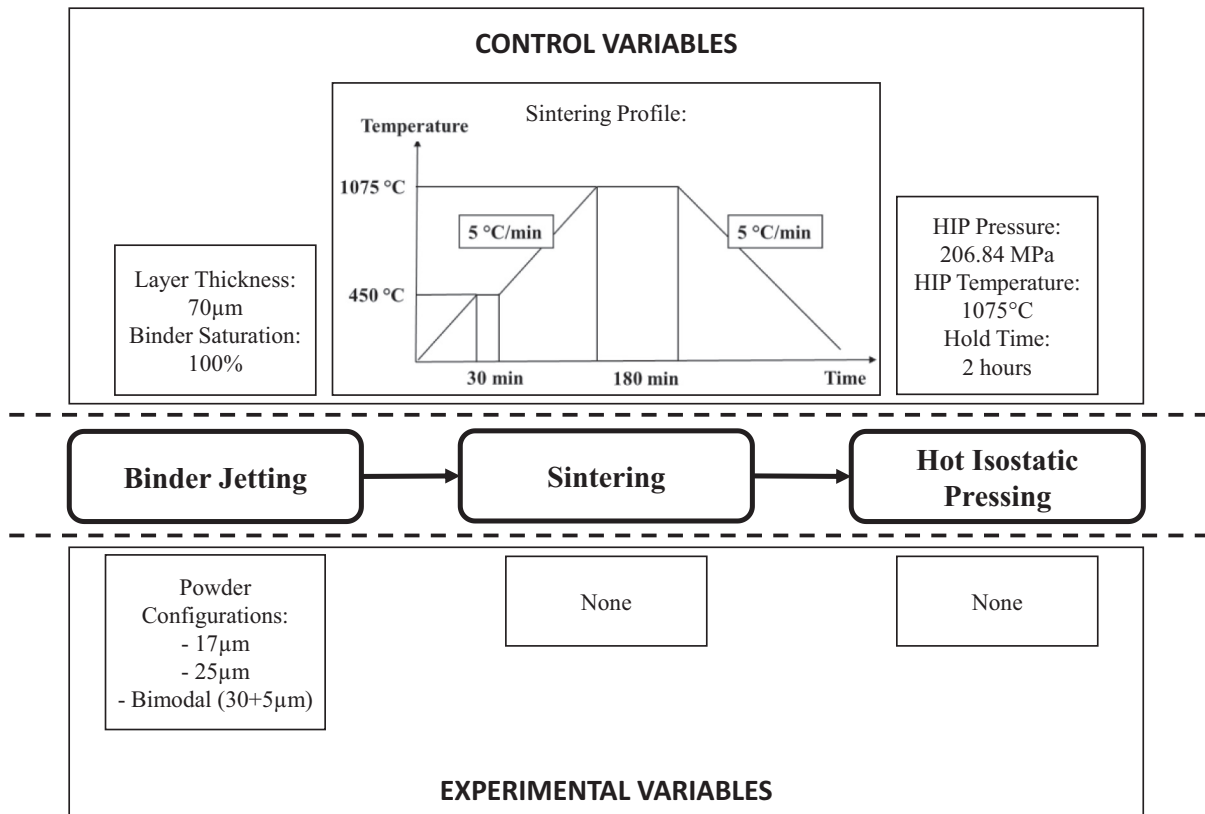 CONTROL VARIABLES
Sintering Profile:
Temperature
1075 °C
5 °C/min
5 °C/min
450 °C
30 min
180 min
Time
Layer Thickness:
70µm
Binder Saturation:
100%
HIP Pressure:
206.84 MPa
HIP Temperature:
1075°C
Hold Time:
2 hours
Binder Jetting
Sintering
Hot Isostatic
Pressing
Powder
Configurations:
- 17µm
- 25µm
- Bimodal (30+5µm)
None
None
EXPERIMENTAL VARIABLES